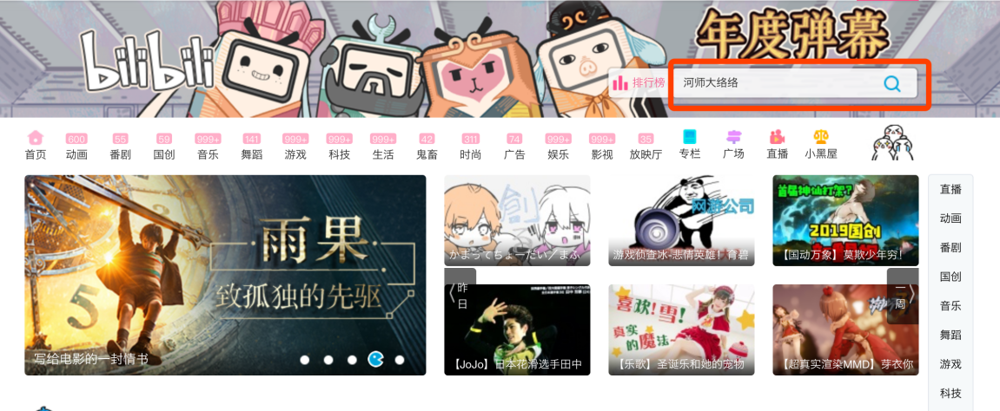 bilibili
年度弹幕
排行榜
河师大络络
600 55 59 999+ 141 999+ 999+ 999+ 42 311 74 999+ 999+ 35
首页 动画 番剧 国创 音乐 舞蹈 游戏 科技 生活 鬼畜 时尚 广告 娱乐 影视 放映厅 专栏 广场 直播 小黑屋
雨果
致孤独的先驱
5
写给电影的一封情书
创
かまってちょーだい／まふ
网游公司
游戏侦查冰-悲情英雄！育碧
首届神仙打架？
2019国创
【国动万象】莫欺少年穷！
昨
日
【JoJo】日本花滑选手田中
喜欢！雪！
真实
的魔法
【乐歌】圣诞乐和她的宠物
一
周
【超真实渲染MMD】芽衣你
直播
动画
番剧
国创
音乐
舞蹈
游戏
科技